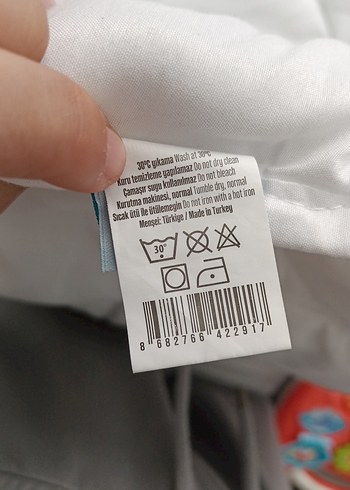 30°C yıkama Wash at 30°C
Kuru temizleme yapılamaz Do not dry clean
Çamaşır suyu kullanılmaz Do not bleach
Kurutma makinesi, normal Tumble dry, normal
Sıcak ütü ile ütülemeyin Do not iron with a hot iron
Menşei: Türkiye / Made in Turkey
30°
8 682766 422917